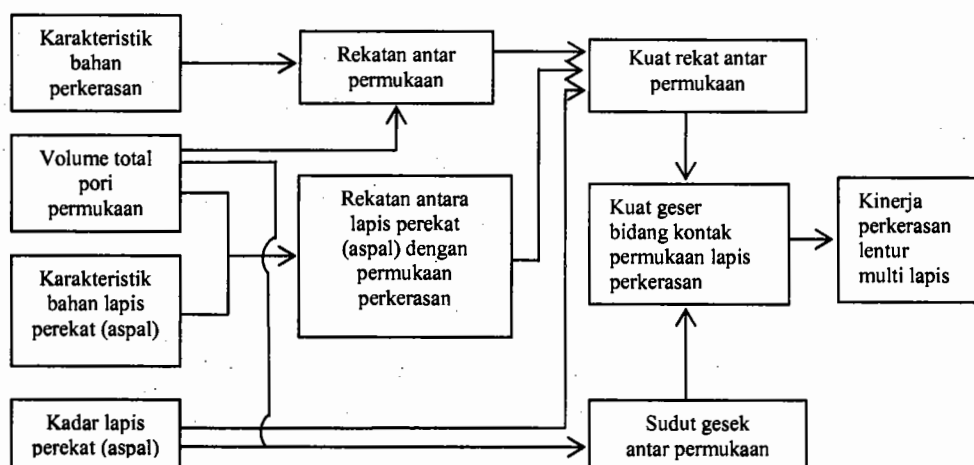 Karakteristik
bahan
perkerasan
Rekatan antar
permukaan
Kuat rekat antar
permukaan
Volume total
pori
permukaan
Rekatan antara
lapis perekat
(aspal) dengan
permukaan
perkerasan
Kuat geser
bidang kontak
permukaan lapis
perkerasan
Kinerja
perkerasan
lentur
multi lapis
Karakteristik
bahan lapis
perekat (aspal)
Kadar lapis
perekat (aspal)
Sudut gesek
antar permukaan